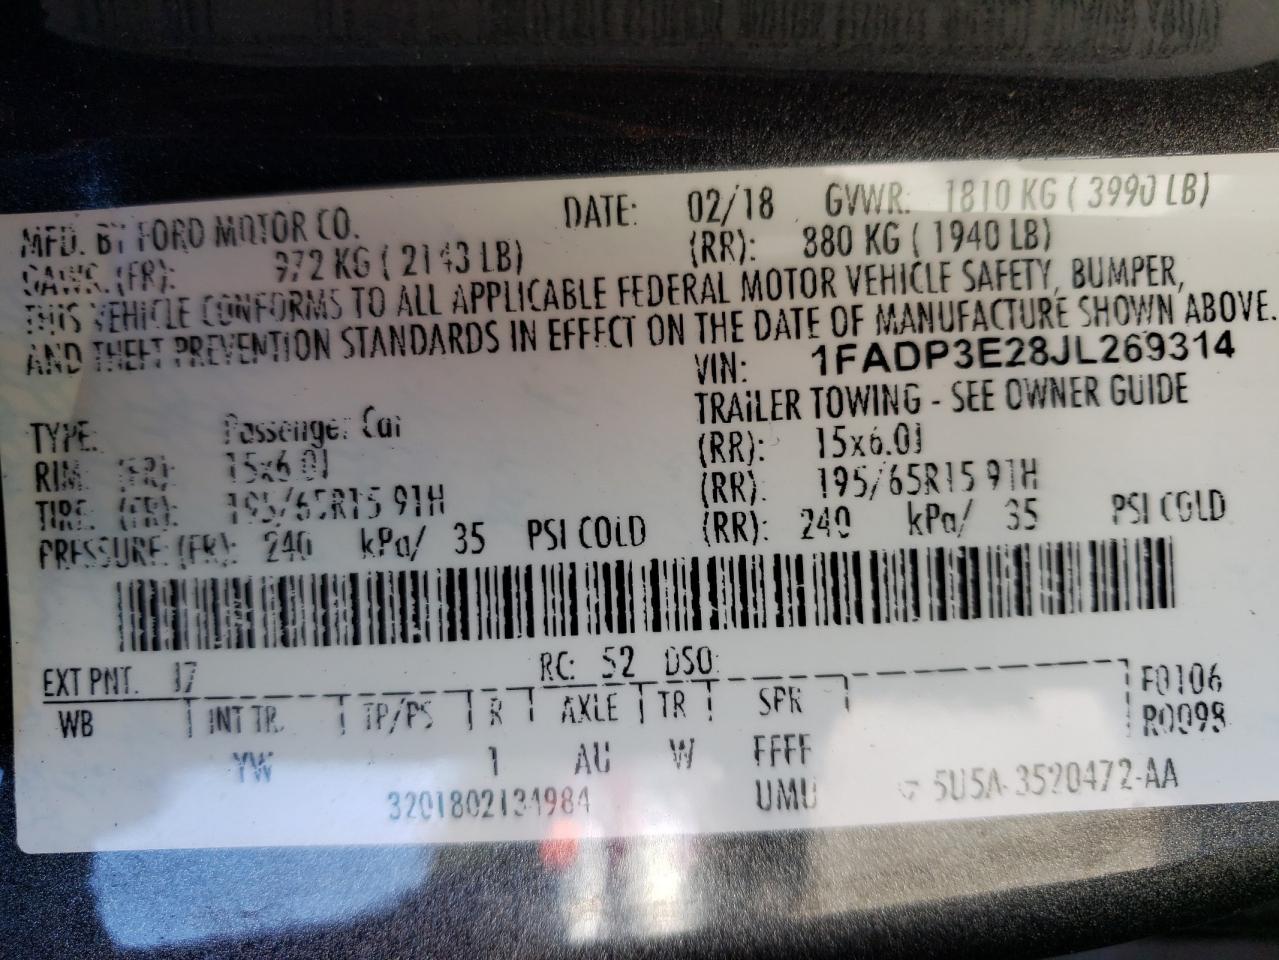 MFD. BY FORD MOTOR CO. DATE: 02/18 GVWR: 1810 KG ( 3990 LB)
GAWR: (FR): 972 KG ( 2143 LB) (RR): 880 KG ( 1940 LB)
THIS VEHICLE CONFORMS TO ALL APPLICABLE FEDERAL MOTOR VEHICLE SAFETY, BUMPER,
AND THEFT PREVENTION STANDARDS IN EFFECT ON THE DATE OF MANUFACTURE SHOWN ABOVE.
VIN: 1FADP3E28JL269314
TRAILER TOWING - SEE OWNER GUIDE
TYPE: Passenger Car
RIM: (FR): 15x6.0J (RR): 15x6.0J
TIRE: (FR): 195/65R15 91H (RR): 195/65R15 91H
PRESSURE: (FR): 240 kPa/ 35 PSI COLD (RR): 240 kPa/ 35 PSI COLD
EXT PNT: J7 RC: 52 DSO:
WB INT TR. TP/PS R AXLE TR SPR F0106
R0098
YW 1 AU W FFFF
3201802134984 UMU 5U5A-3520472-AA